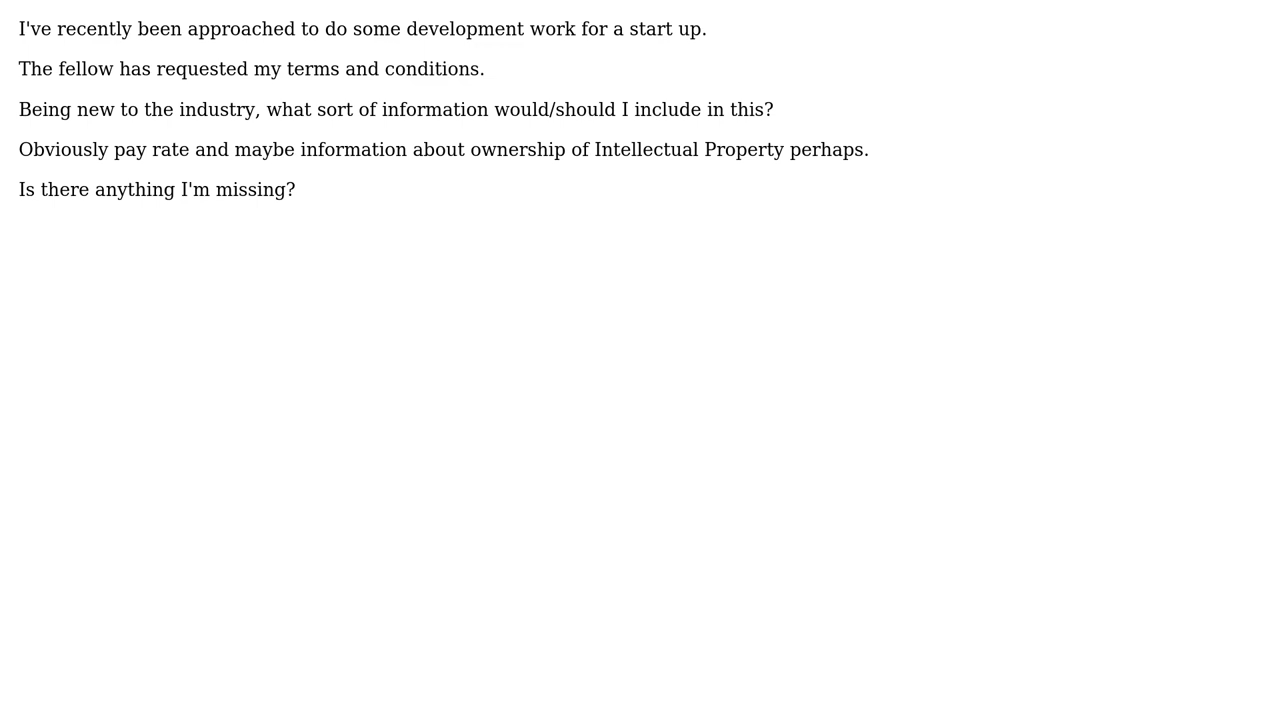 I've recently been approached to do some development work for a start up.
The fellow has requested my terms and conditions.
Being new to the industry, what sort of information would/should I include in this?
Obviously pay rate and maybe information about ownership of Intellectual Property perhaps.
Is there anything I'm missing?